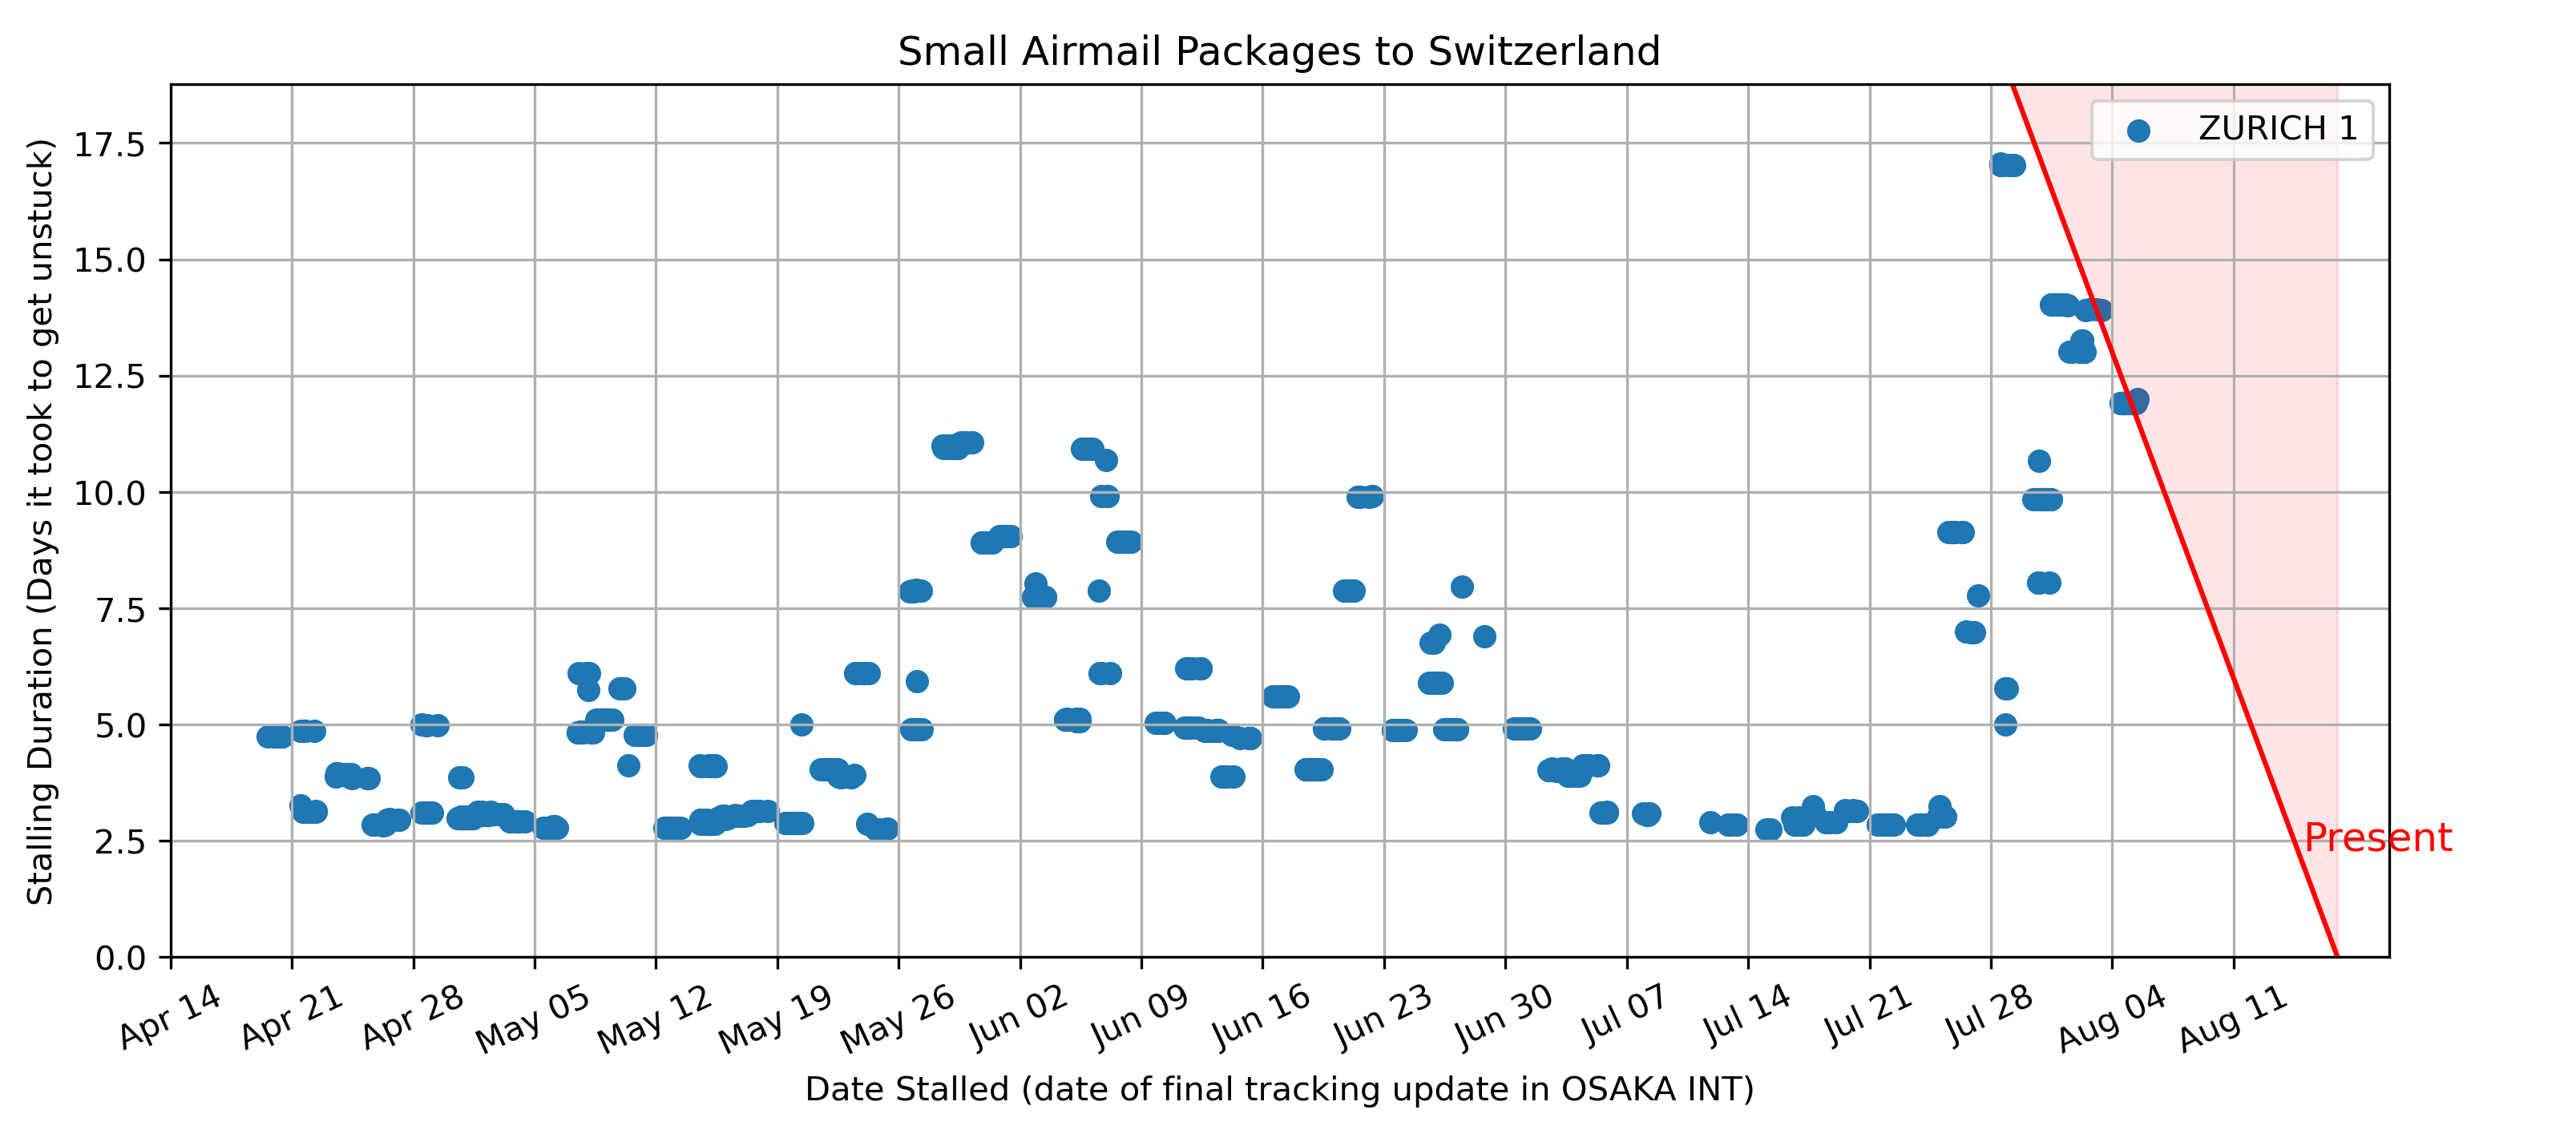 Small Airmail Packages to Switzerland
ZURICH 1
Stalling Duration (Days it took to get unstuck)
17.5
15.0
12.5
10.0
7.5
5.0
2.5
0.0
Present
Apr 14
Apr 21
Apr 28
May 05
May 12
May 19
May 26
Jun 02
Jun 09
Jun 16
Jun 23
Jun 30
Jul 07
Jul 14
Jul 21
Jul 28
Aug 04
Aug 11
Date Stalled (date of final tracking update in OSAKA INT)